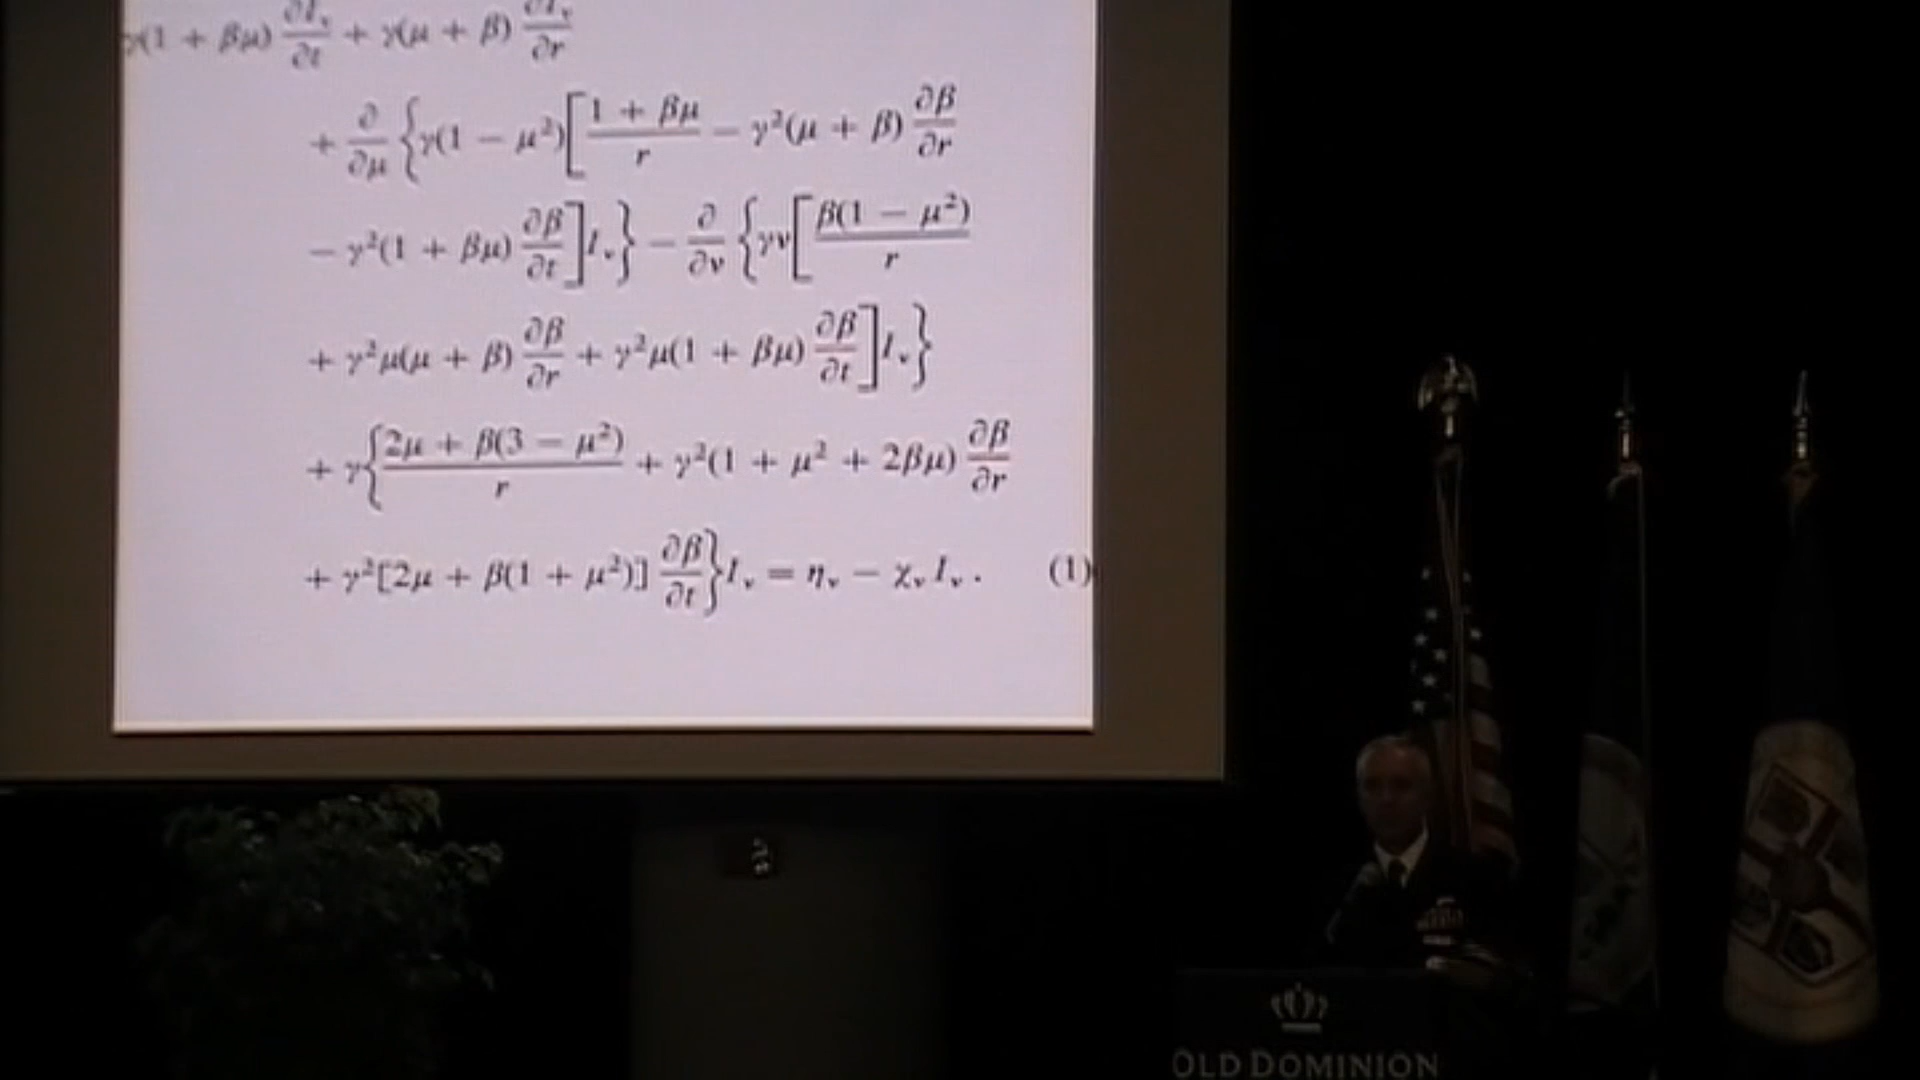 γ(1 + βμ) ∂I_ν/∂t + γ(μ + β) ∂I_ν/∂r
+ ∂/∂μ {γ(1 − μ²)[(1 + βμ)/r − γ²(μ + β) ∂β/∂r
− γ²(1 + βμ) ∂β/∂t] I_ν} − ∂/∂ν {γν[β(1 − μ²)/r
+ γ²μ(μ + β) ∂β/∂r + γ²μ(1 + βμ) ∂β/∂t] I_ν}
+ γ{(2μ + β(3 − μ²))/r + γ²(1 + μ² + 2βμ) ∂β/∂r
+ γ²[2μ + β(1 + μ²)] ∂β/∂t} I_ν = η_ν − χ_ν I_ν . (1)
OLD DOMINION